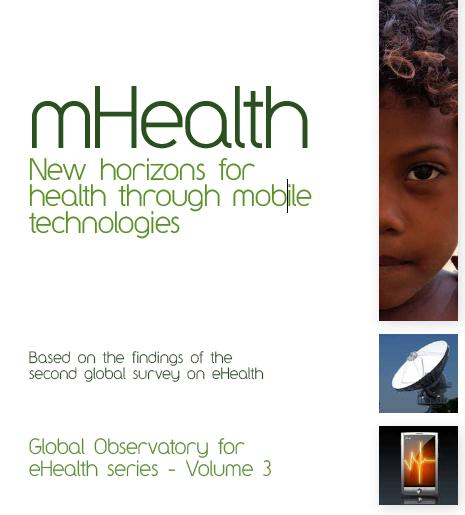 mHealth
New horizons for
health through mobile
technologies
Based on the findings of the
second global survey on eHealth
Global Observatory for
eHealth series - Volume 3